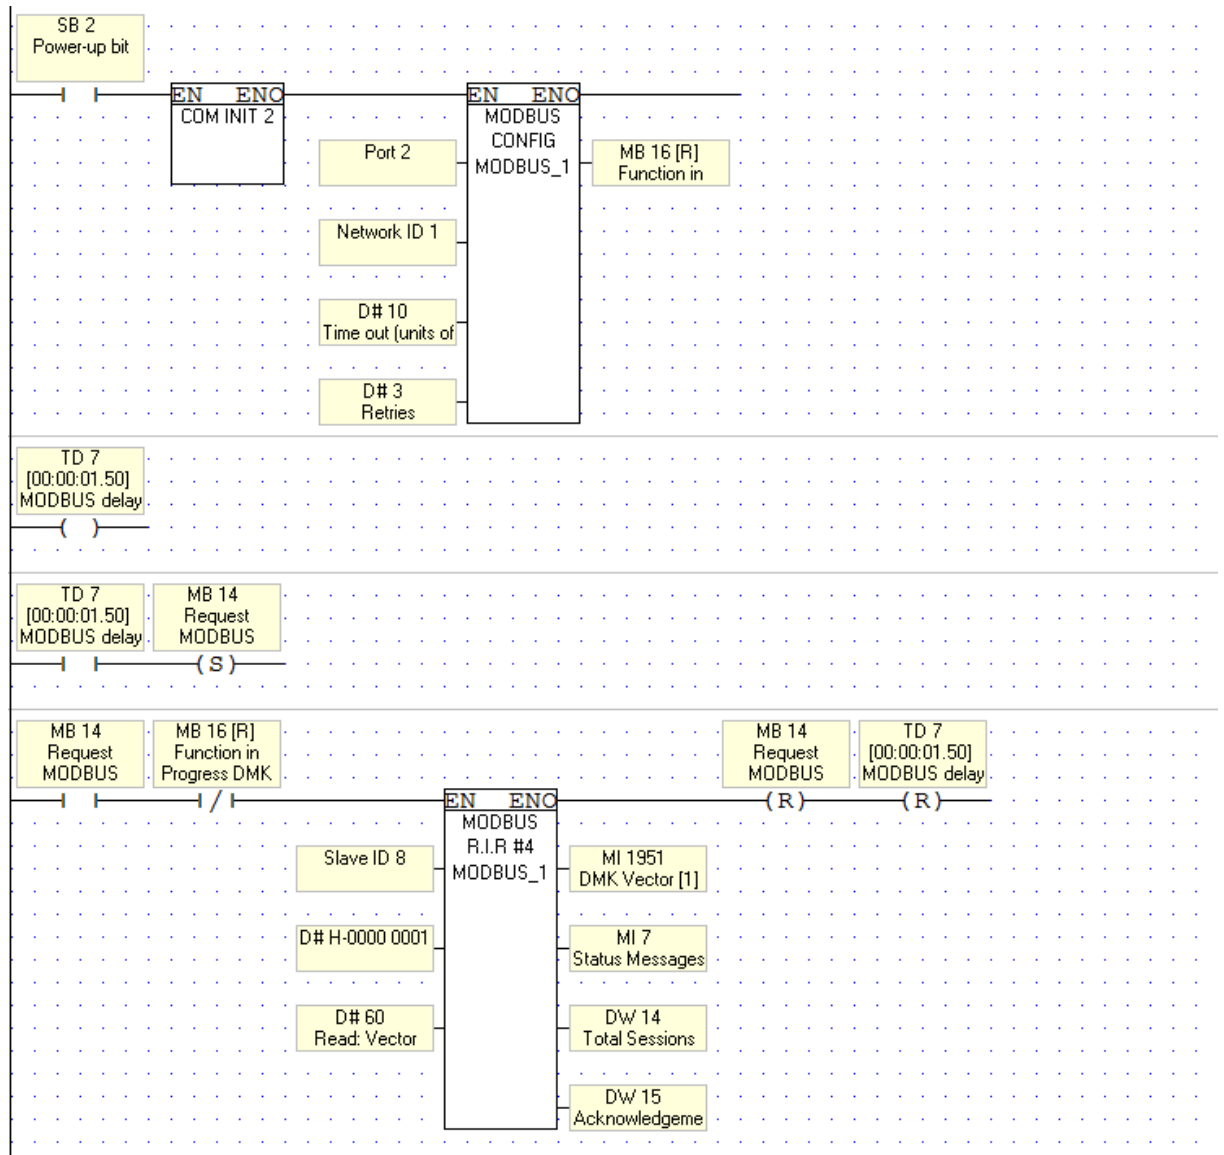 SB 2
Power-up bit
EN ENO
COM INIT 2
EN ENO
MODBUS
CONFIG
MODBUS_1
Port 2
MB 16 [R]
Function in
Network ID 1
D# 10
Time out (units of
D# 3
Retries
TD 7
[00:00:01.50]
MODBUS delay
( )
TD 7
[00:00:01.50]
MODBUS delay
MB 14
Request
MODBUS
(S)
MB 14
Request
MODBUS
MB 16 [R]
Function in
Progress DMK
EN ENO
MODBUS
R.I.R #4
MODBUS_1
MB 14
Request
MODBUS
(R)
TD 7
[00:00:01.50]
MODBUS delay
(R)
Slave ID 8
MI 1951
DMK Vector [1]
D# H-0000 0001
MI 7
Status Messages
D# 60
Read: Vector
DW 14
Total Sessions
DW 15
Acknowledgeme